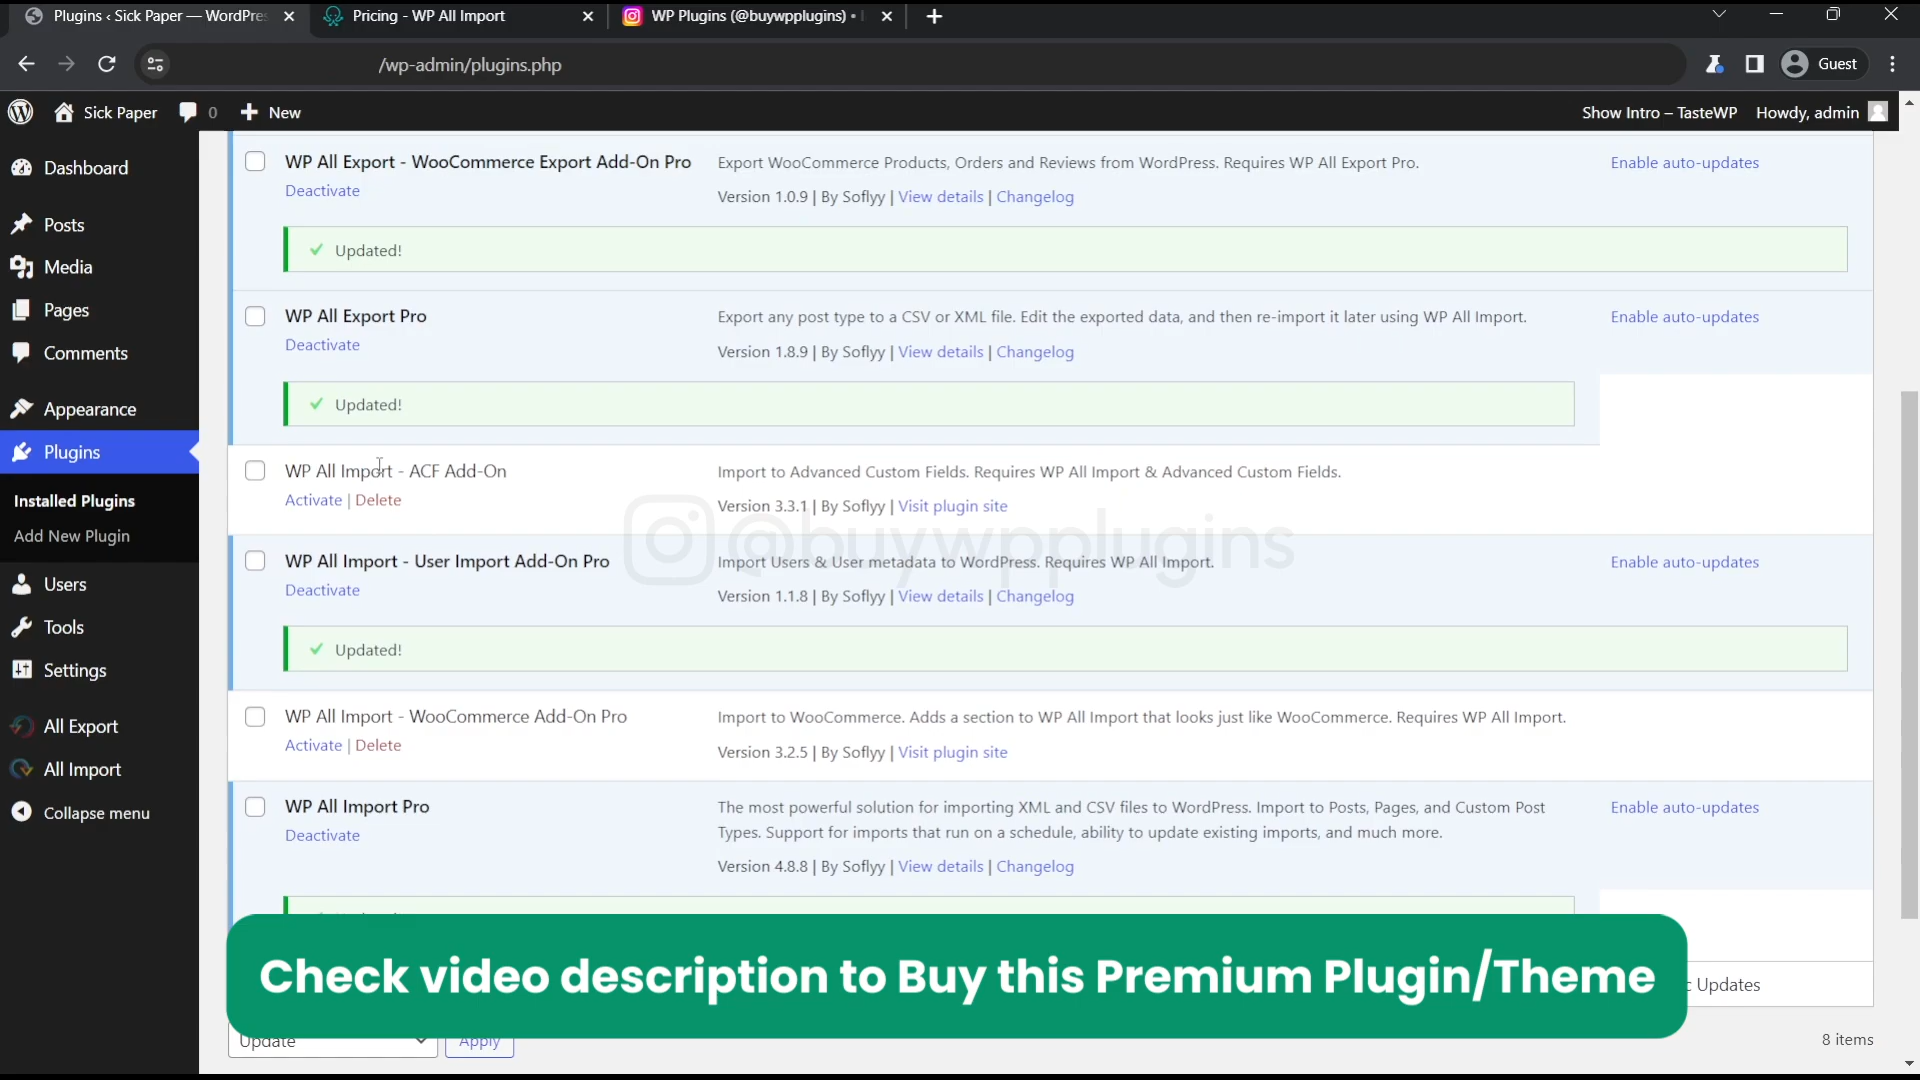 Plugins ‹ Sick Paper — WordPre
Pricing - WP All Import
WP Plugins (@buywpplugins) •
/wp-admin/plugins.php
Guest
Sick Paper
0
New
Show Intro – TasteWP
Howdy, admin
Dashboard
Posts
Media
Pages
Comments
Appearance
Plugins
Installed Plugins
Add New Plugin
Users
Tools
Settings
All Export
All Import
Collapse menu
WP All Export - WooCommerce Export Add-On Pro
Export WooCommerce Products, Orders and Reviews from WordPress. Requires WP All Export Pro.
Enable auto-updates
Deactivate
Version 1.0.9 | By Soflyy | View details | Changelog
Updated!
WP All Export Pro
Export any post type to a CSV or XML file. Edit the exported data, and then re-import it later using WP All Import.
Enable auto-updates
Deactivate
Version 1.8.9 | By Soflyy | View details | Changelog
Updated!
WP All Import - ACF Add-On
Import to Advanced Custom Fields. Requires WP All Import & Advanced Custom Fields.
Activate | Delete
Version 3.3.1 | By Soflyy | Visit plugin site
@buywpplugins
WP All Import - User Import Add-On Pro
Import Users & User metadata to WordPress. Requires WP All Import.
Enable auto-updates
Deactivate
Version 1.1.8 | By Soflyy | View details | Changelog
Updated!
WP All Import - WooCommerce Add-On Pro
Import to WooCommerce. Adds a section to WP All Import that looks just like WooCommerce. Requires WP All Import.
Activate | Delete
Version 3.2.5 | By Soflyy | Visit plugin site
WP All Import Pro
The most powerful solution for importing XML and CSV files to WordPress. Import to Posts, Pages, and Custom Post
Types. Support for imports that run on a schedule, ability to update existing imports, and much more.
Enable auto-updates
Deactivate
Version 4.8.8 | By Soflyy | View details | Changelog
Check video description to Buy this Premium Plugin/Theme
Updates
Update
Apply
8 items